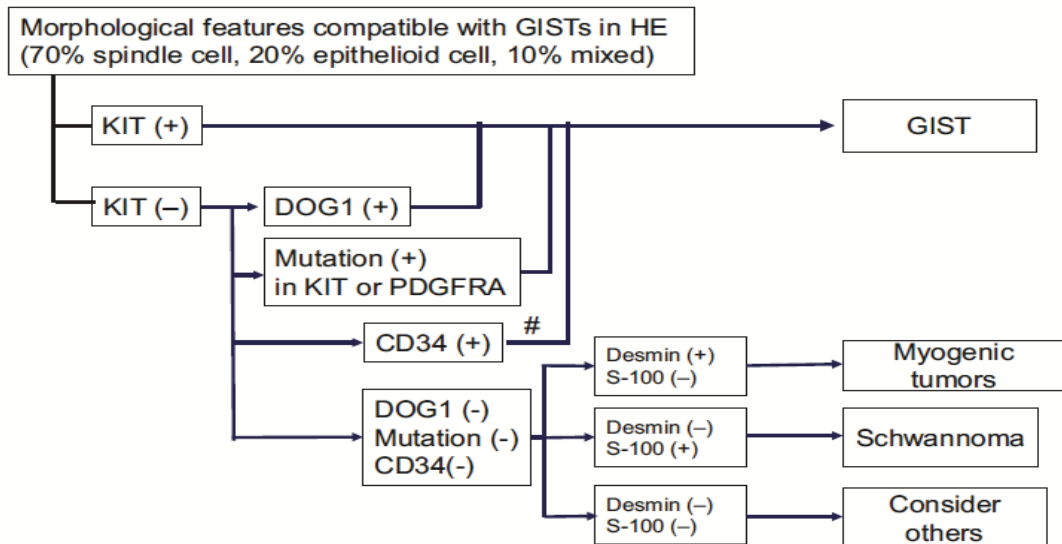 Morphological features compatible with GISTs in HE
(70% spindle cell, 20% epithelioid cell, 10% mixed)
KIT (+)
GIST
KIT (–)
DOG1 (+)
Mutation (+)
in KIT or PDGFRA
CD34 (+)
#
DOG1 (-)
Mutation (-)
CD34(-)
Desmin (+)
S-100 (–)
Myogenic
tumors
Desmin (–)
S-100 (+)
Schwannoma
Desmin (–)
S-100 (–)
Consider
others